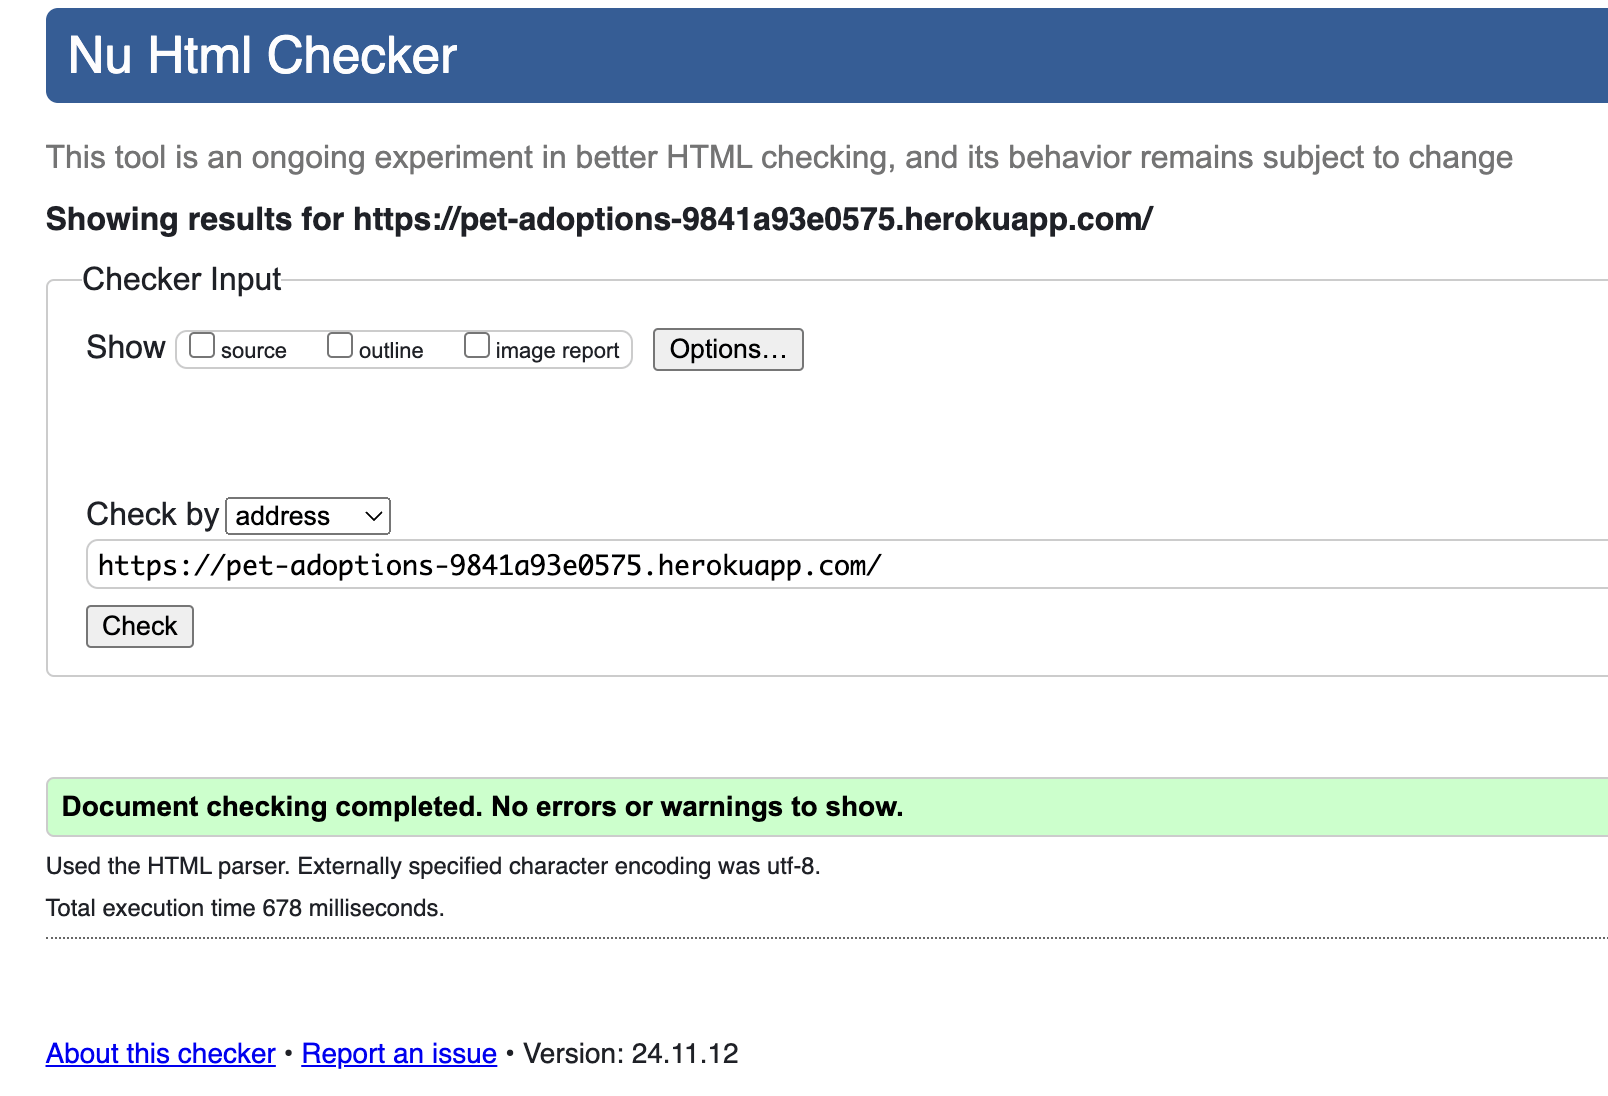 Nu Html Checker
This tool is an ongoing experiment in better HTML checking, and its behavior remains subject to change
Showing results for https://pet-adoptions-9841a93e0575.herokuapp.com/
Checker Input
Show source outline image report Options...
Check by address
https://pet-adoptions-9841a93e0575.herokuapp.com/
Check
Document checking completed. No errors or warnings to show.
Used the HTML parser. Externally specified character encoding was utf-8.
Total execution time 678 milliseconds.
About this checker • Report an issue • Version: 24.11.12